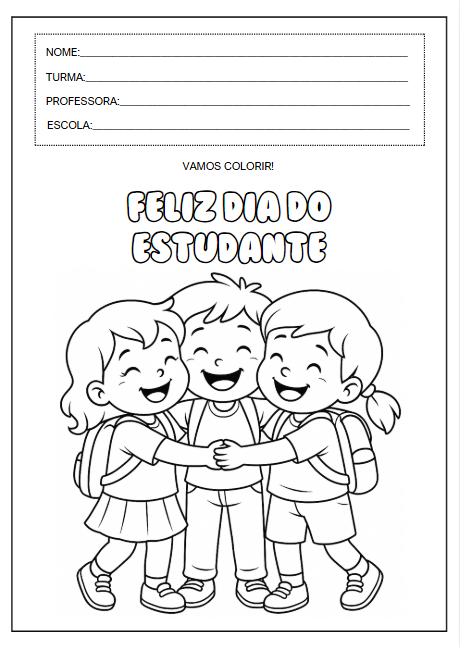 NOME:
TURMA:
PROFESSORA:
ESCOLA:
VAMOS COLORIR!
FELIZ DIA DO
ESTUDANTE